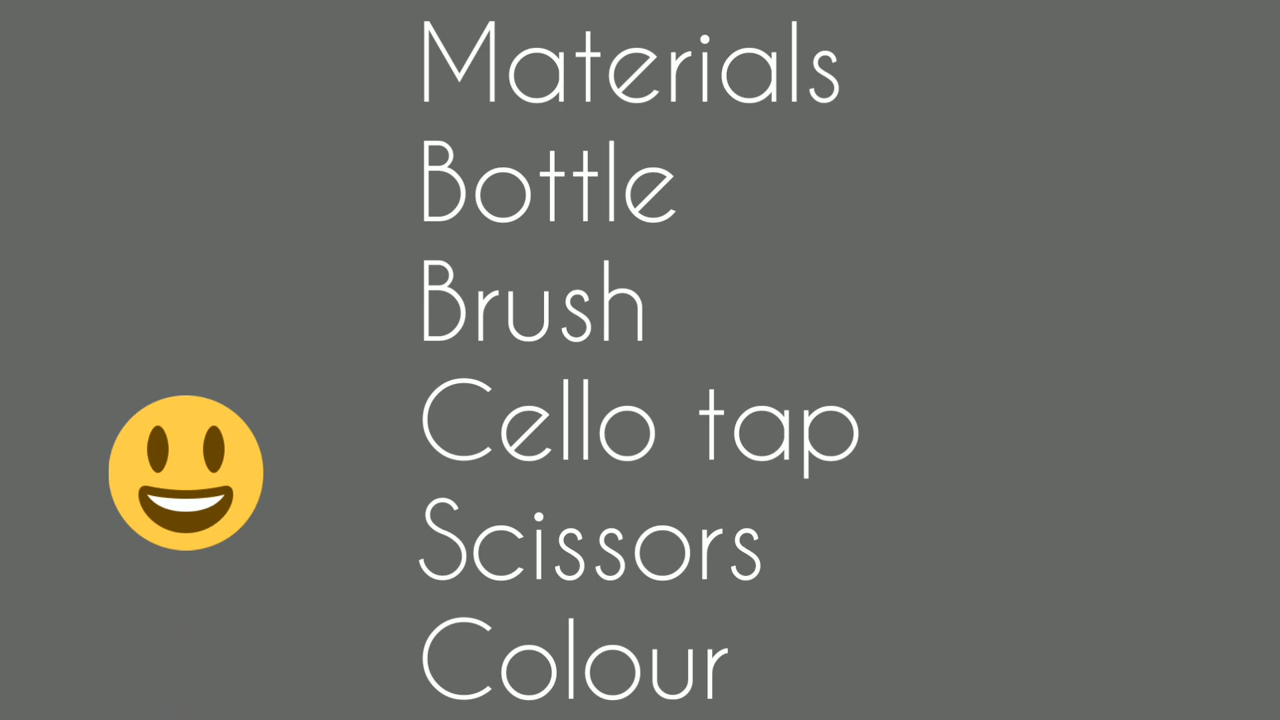 Materials
Bottle
Brush
Cello tap
Scissors
Colour